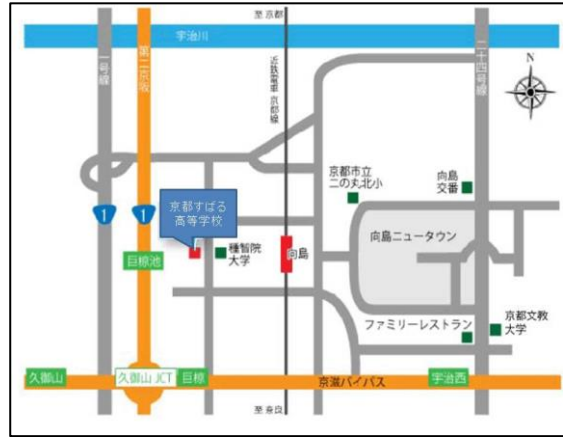 至 京都
宇治川
一号線
第二京阪
近鉄電車 京都線
二十四号線
N
京都市立
二の丸北小
向島
交番
京都すばる
高等学校
1
1
向島ニュータウン
巨椋池
種智院
大学
向島
京都文教
大学
ファミリーレストラン
久御山
久御山 JCT
巨椋
京滋バイパス
宇治西
至 奈良